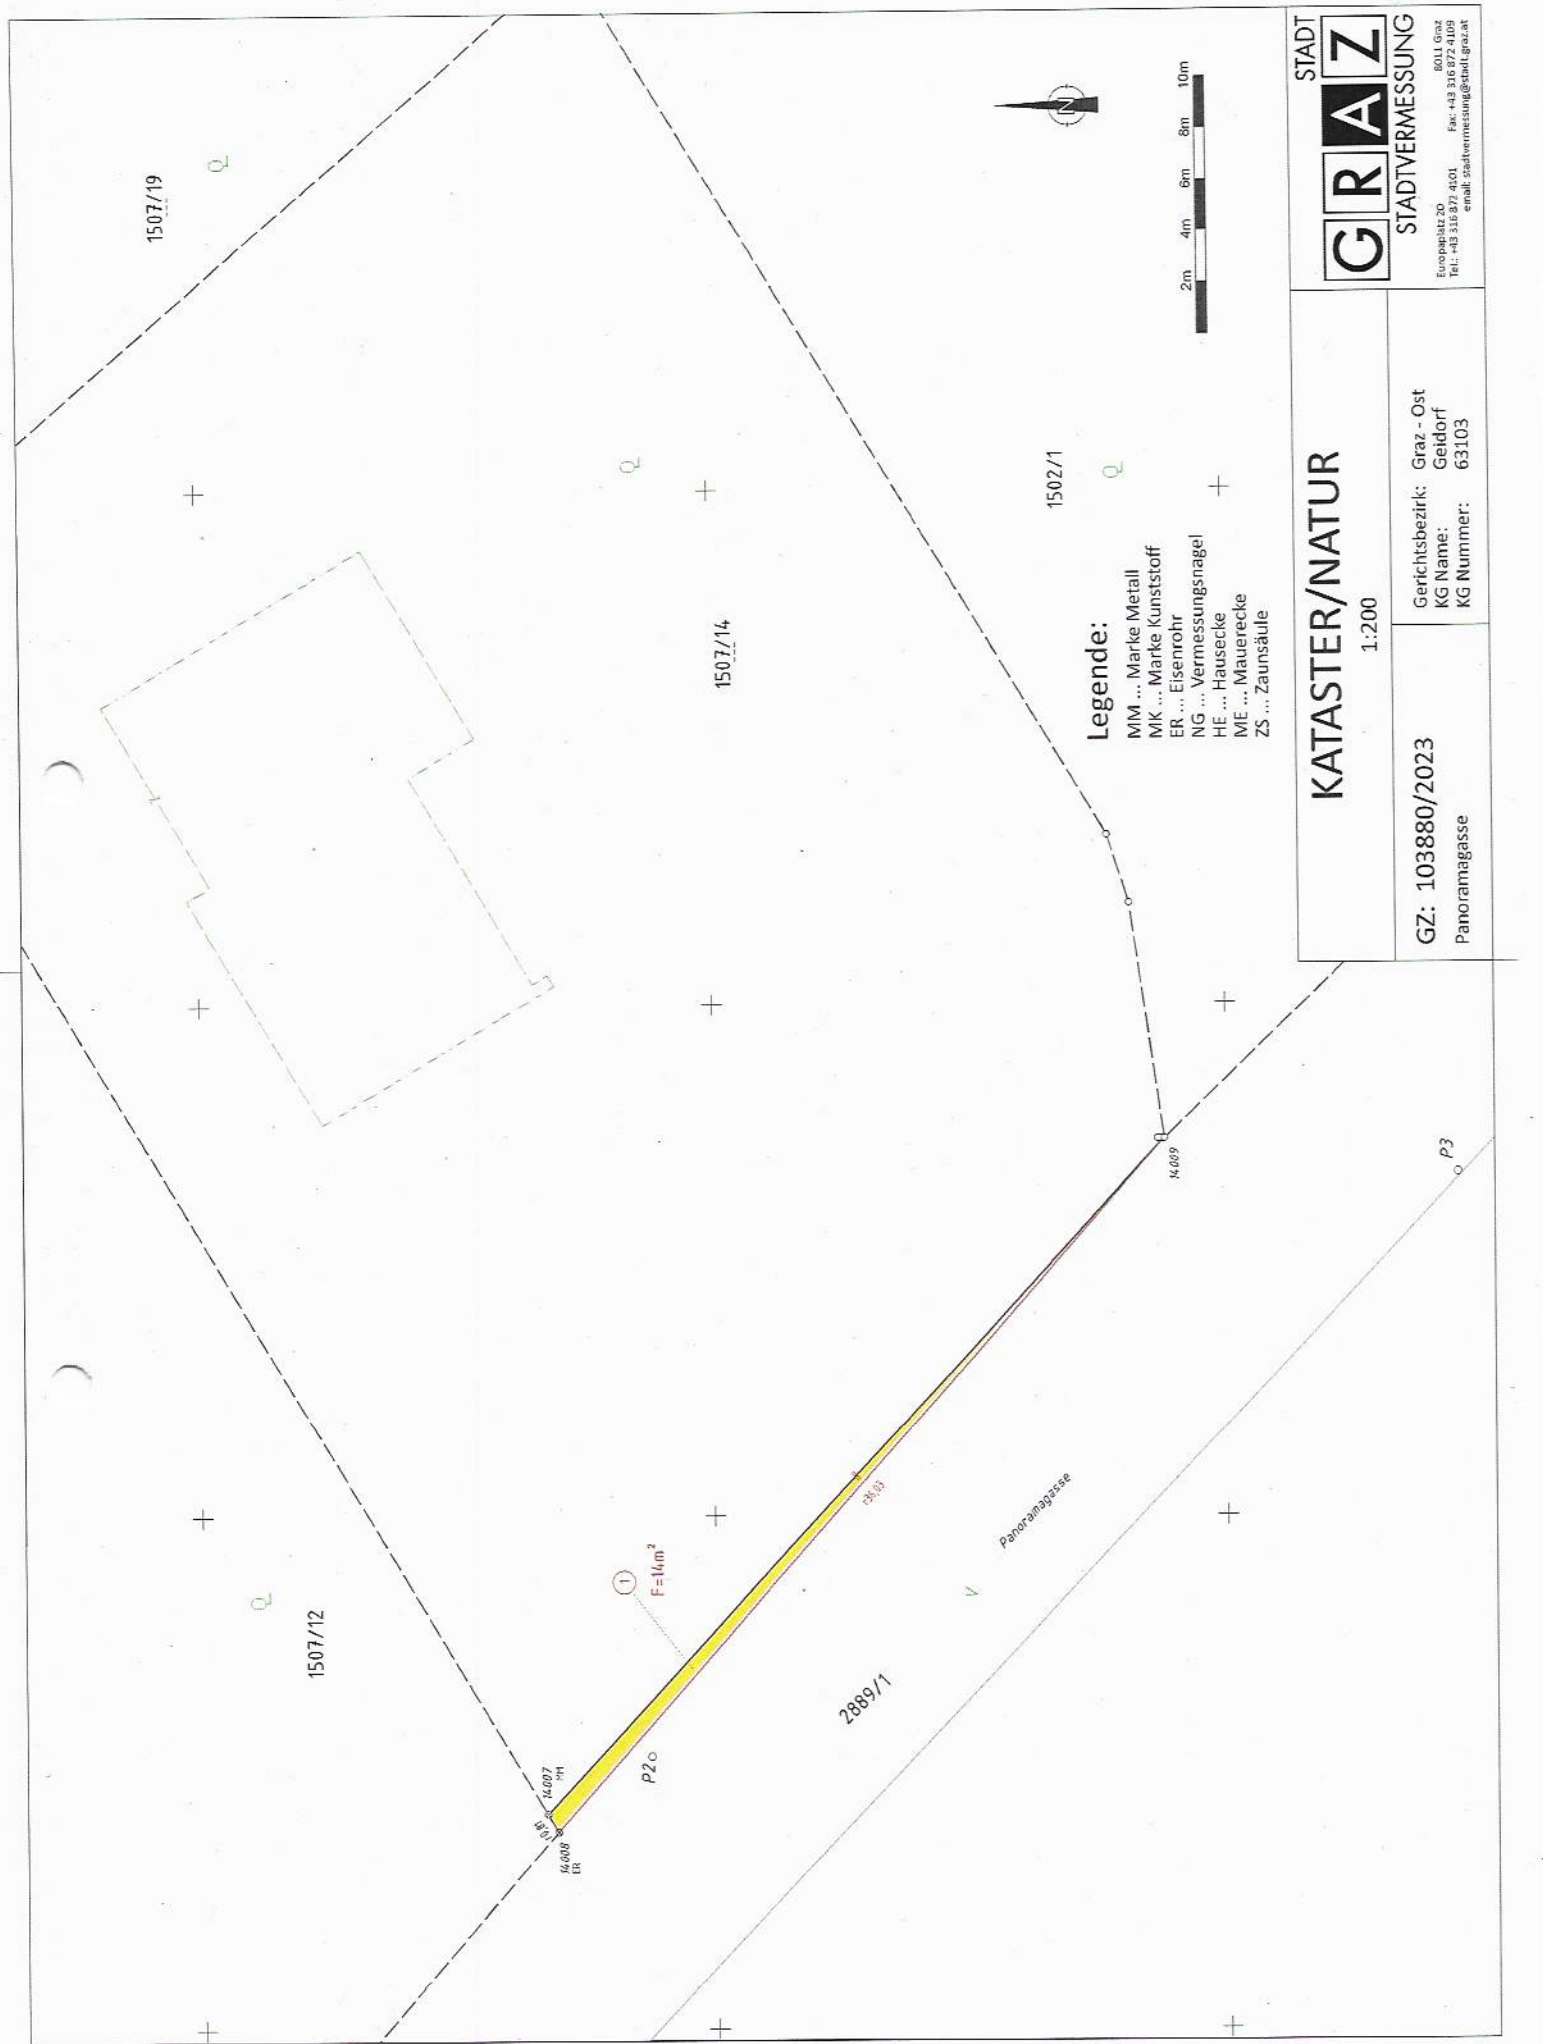 1507/19
1507/12
1507/14
1502/1
14007
MM
14008
ER
P2
1
F=14m²
2889/1
Panoramagasse
14009
P3
N
2m 4m 6m 8m 10m
Legende:
MM ... Marke Metall
MK ... Marke Kunststoff
ER ... Eisenrohr
NG ... Vermessungsnagel
HE ... Hausecke
ME ... Mauerecke
ZS ... Zaunsäule
KATASTER/NATUR
1:200
GZ: 103880/2023
Panoramagasse
Gerichtsbezirk: Graz - Ost
KG Name: Geidorf
KG Nummer: 63103
STADT
GRAZ
STADTVERMESSUNG
Europaplatz 20 8011 Graz
Tel.: +43 316 872 4101 Fax: +43 316 872 4109
email: stadtvermessung@stadt.graz.at